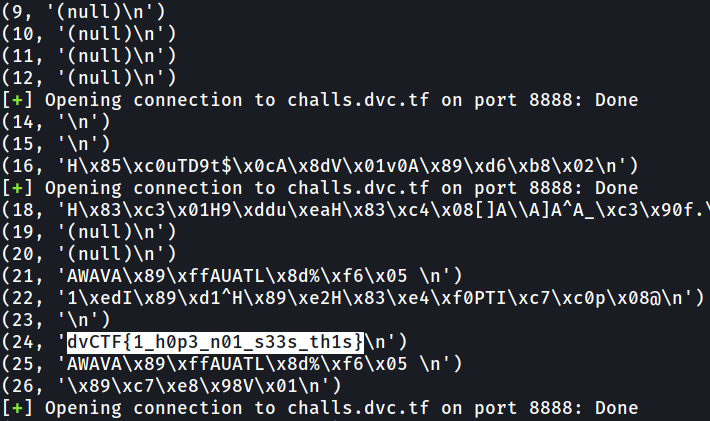 (9, '(null)\n')
(10, '(null)\n')
(11, '(null)\n')
(12, '(null)\n')
[+] Opening connection to challs.dvc.tf on port 8888: Done
(14, '\n')
(15, '\n')
(16, 'H\x85\xc0uTD9t$\x0cA\x8dV\x01v0A\x89\xd6\xb8\x02\n')
[+] Opening connection to challs.dvc.tf on port 8888: Done
(18, 'H\x83\xc3\x01H9\xddu\xeaH\x83\xc4\x08[]A\\A]A^A_\xc3\x90f.\
(19, '(null)\n')
(20, '(null)\n')
(21, 'AWAVA\x89\xffAUATL\x8d%\xf6\x05 \n')
(22, '1\xedI\x89\xd1^H\x89\xe2H\x83\xe4\xf0PTI\xc7\xc0p\x08@\n')
(23, '\n')
(24, 'dvCTF{1_h0p3_n01_s33s_th1s}\n')
(25, 'AWAVA\x89\xffAUATL\x8d%\xf6\x05 \n')
(26, '\x89\xc7\xe8\x98V\x01\n')
[+] Opening connection to challs.dvc.tf on port 8888: Done